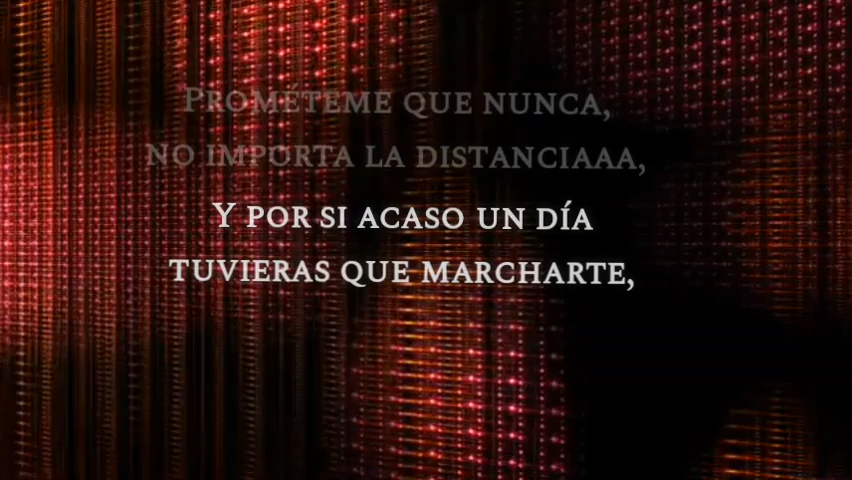 Prométeme que nunca,
no importa la distanciaaa,
Y por si acaso un día
tuvieras que marcharte,